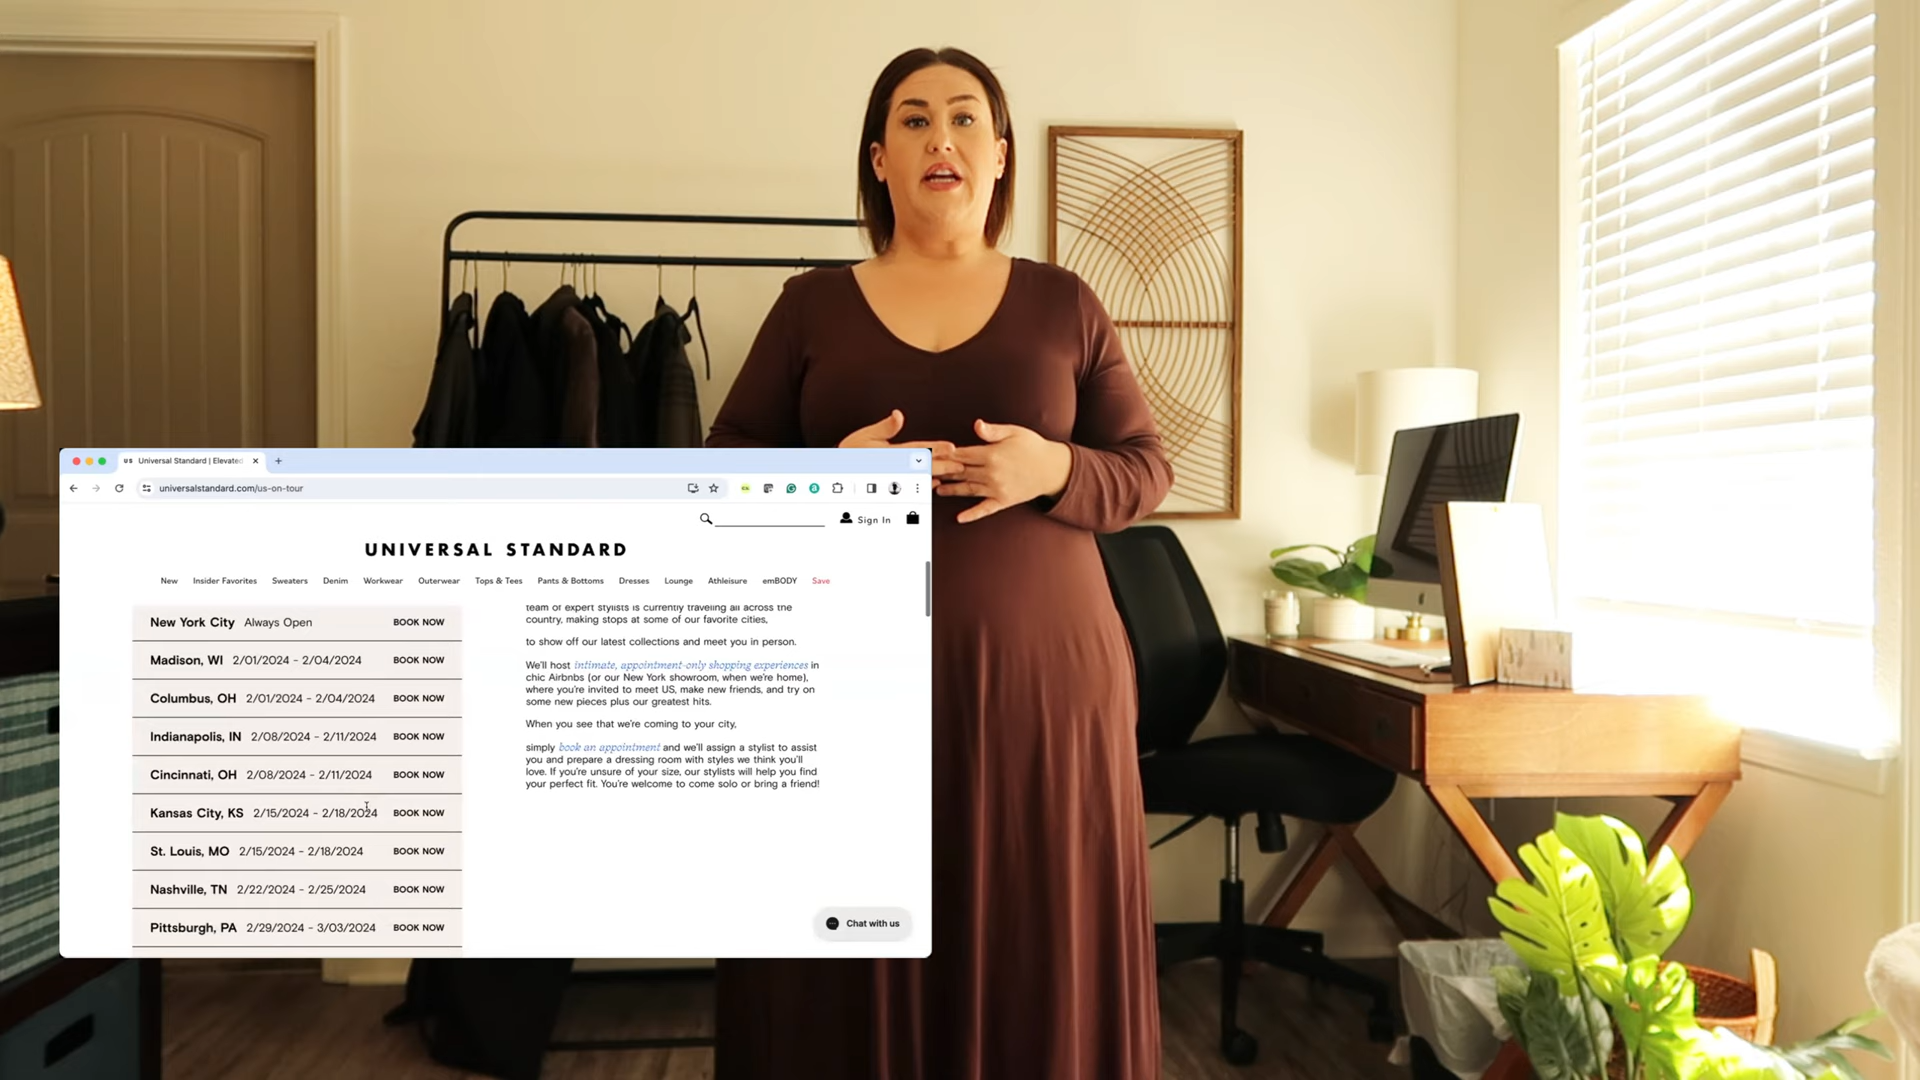 US Universal Standard | Elevated
universalstandard.com/us-on-tour
Sign In
UNIVERSAL STANDARD
New Insider Favorites Sweaters Denim Workwear Outerwear Tops & Tees Pants & Bottoms Dresses Lounge Athleisure emBODY Save
New York City Always Open BOOK NOW
Madison, WI 2/01/2024 - 2/04/2024 BOOK NOW
Columbus, OH 2/01/2024 - 2/04/2024 BOOK NOW
Indianapolis, IN 2/08/2024 - 2/11/2024 BOOK NOW
Cincinnati, OH 2/08/2024 - 2/11/2024 BOOK NOW
Kansas City, KS 2/15/2024 - 2/18/2024 BOOK NOW
St. Louis, MO 2/15/2024 - 2/18/2024 BOOK NOW
Nashville, TN 2/22/2024 - 2/25/2024 BOOK NOW
Pittsburgh, PA 2/29/2024 - 3/03/2024 BOOK NOW
team of expert stylists is currently traveling all across the
country, making stops at some of our favorite cities,
to show off our latest collections and meet you in person.
We'll host intimate, appointment-only shopping experiences in
chic Airbnbs (or our New York showroom, when we're home),
where you're invited to meet US, make new friends, and try on
some new pieces plus our greatest hits.
When you see that we're coming to your city,
simply book an appointment and we'll assign a stylist to assist
you and prepare a dressing room with styles we think you'll
love. If you're unsure of your size, our stylists will help you find
your perfect fit. You're welcome to come solo or bring a friend!
Chat with us